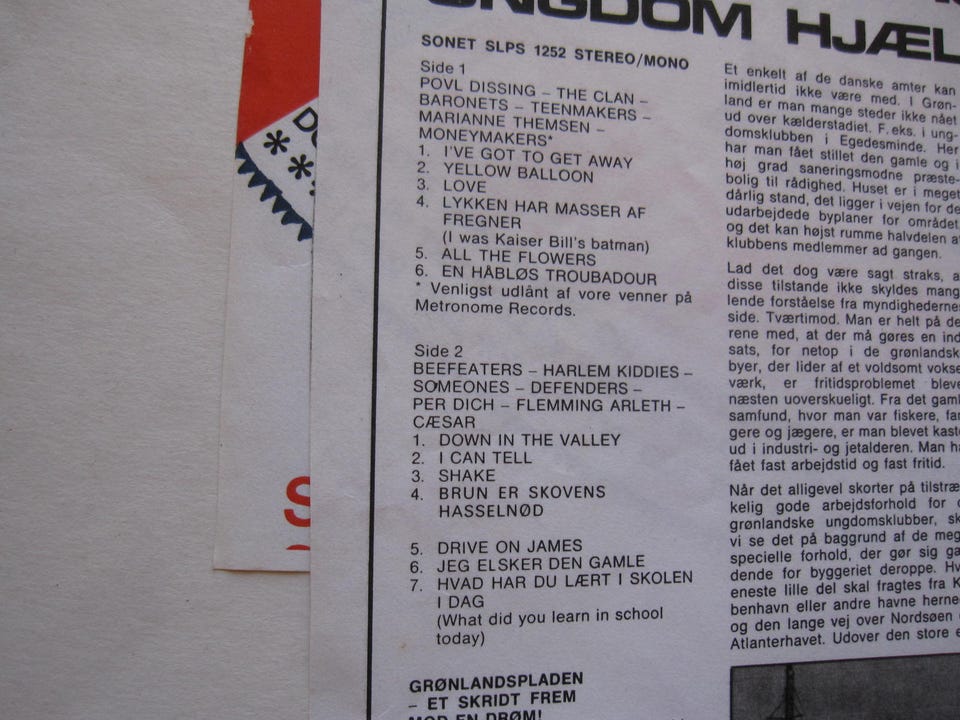 UNGDOM HJÆL
SONET SLPS 1252 STEREO/MONO
Side 1
POVL DISSING – THE CLAN –
BARONETS – TEENMAKERS –
MARIANNE THEMSEN –
MONEYMAKERS*
1. I'VE GOT TO GET AWAY
2. YELLOW BALLOON
3. LOVE
4. LYKKEN HAR MASSER AF
FREGNER
(I was Kaiser Bill's batman)
5. ALL THE FLOWERS
6. EN HÅBLØS TROUBADOUR
* Venligst udlånt af vore venner på
Metronome Records.
Side 2
BEEFEATERS – HARLEM KIDDIES –
SOMEONES – DEFENDERS –
PER DICH – FLEMMING ARLETH –
CÆSAR
1. DOWN IN THE VALLEY
2. I CAN TELL
3. SHAKE
4. BRUN ER SKOVENS
HASSELNØD
5. DRIVE ON JAMES
6. JEG ELSKER DEN GAMLE
7. HVAD HAR DU LÆRT I SKOLEN
I DAG
(What did you learn in school
today)
GRØNLANDSPLADEN
– ET SKRIDT FREM
MOD EN DRØM!
Et enkelt af de danske amter kan
imidlertid ikke være med. I Grøn-
land er man mange steder ikke nået
ud over kælderstadiet. F. eks. i ung-
domsklubben i Egedesminde. Her
har man fået stillet den gamle og i
høj grad saneringsmodne præste-
bolig til rådighed. Huset er i meget
dårlig stand, det ligger i vejen for de
udarbejdede byplaner for området,
og det kan højst rumme halvdelen af
klubbens medlemmer ad gangen.
Lad det dog være sagt straks, a
disse tilstande ikke skyldes mang
lende forståelse fra myndighedernes
side. Tværtimod. Man er helt på de
rene med, at der må gøres en ind
sats, for netop i de grønlandsk
byer, der lider af et voldsomt vokse
værk, er fritidsproblemet bleve
næsten uoverskueligt. Fra det gaml
samfund, hvor man var fiskere, fan
gere og jægere, er man blevet kaste
ud i industri- og jetalderen. Man ha
fået fast arbejdstid og fast fritid.
Når det alligevel skorter på tilstræ
kelig gode arbejdsforhold for d
grønlandske ungdomsklubber, sk
vi se det på baggrund af de meg
specielle forhold, der gør sig gæ
dende for byggeriet deroppe. Hv
eneste lille del skal fragtes fra K
benhavn eller andre havne herne
og den lange vej over Nordsøen
Atlanterhavet. Udover den store e